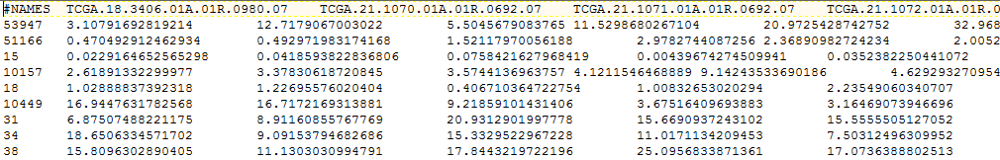 #NAMES TCGA.18.3406.01A.01R.0980.07 TCGA.21.1070.01A.01R.0692.07 TCGA.21.1071.01A.01R.0692.07 TCGA.21.1072.01A.01R.0
53947 3.10791692819214 12.7179067003022 5.5045679083765 11.5298680267104 20.9725428742752 32.968
51166 0.470492912462934 0.492971983174168 1.52117970056188 2.9782744087256 2.36890982724234 2.0052
15 0.0229164652565298 0.0418593822836806 0.0758421627968419 0.00439674274509941 0.0352382250441072
10157 2.61891332299977 3.37830618720845 3.5744136963757 4.1211546468889 9.14243533690186 4.629293270954
18 1.02888837392318 1.22695576020404 0.406710364722754 1.00832653020294 2.23549060340707
10449 16.9447631782568 16.7172169313881 9.21859101431406 3.67516409693883 3.16469073946696
31 6.87507488221175 8.91160855767769 20.9312901997778 15.6690937243102 15.5555505127052
34 18.6506334571702 9.09153794682686 15.3329522967228 11.0171134209453 7.50312496309952
38 15.8096302890405 11.1303030994791 17.8443219722196 25.0956833871361 17.0736388802513